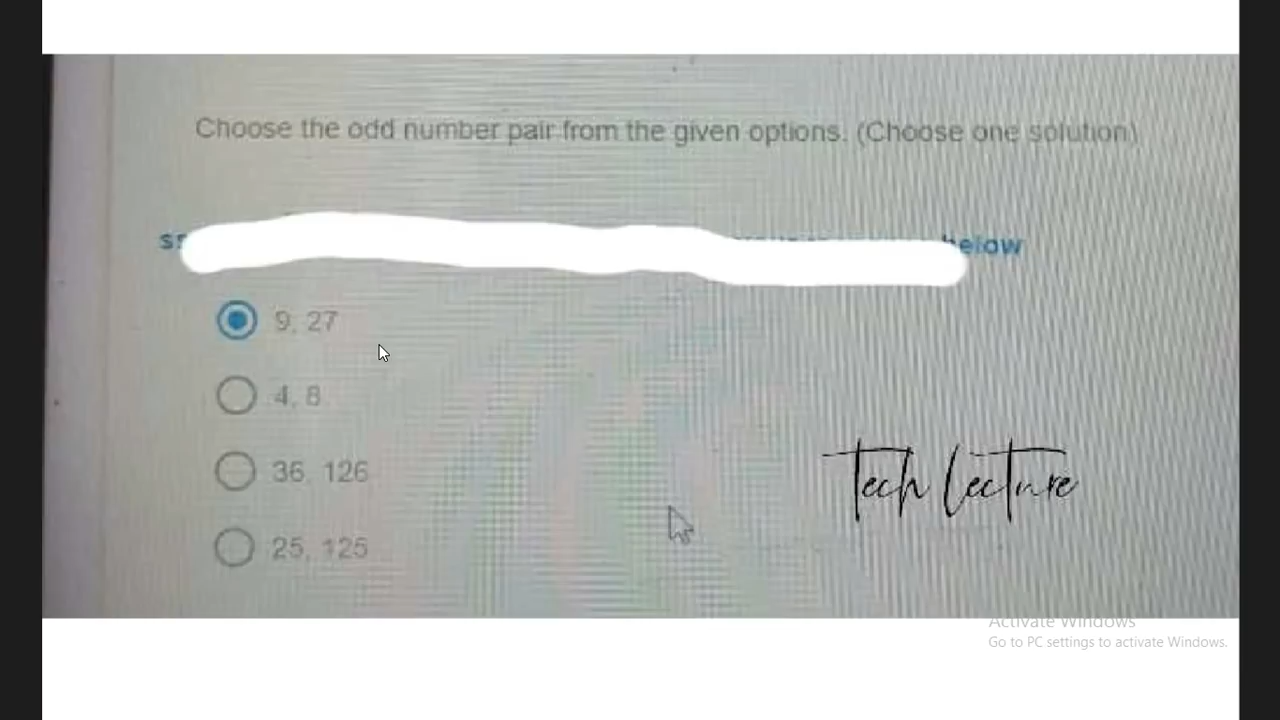 Choose the odd number pair from the given options. (Choose one solution)
below
9, 27
4, 8
36, 126
25, 125
Tech Lecture
Activate Windows
Go to PC settings to activate Windows.